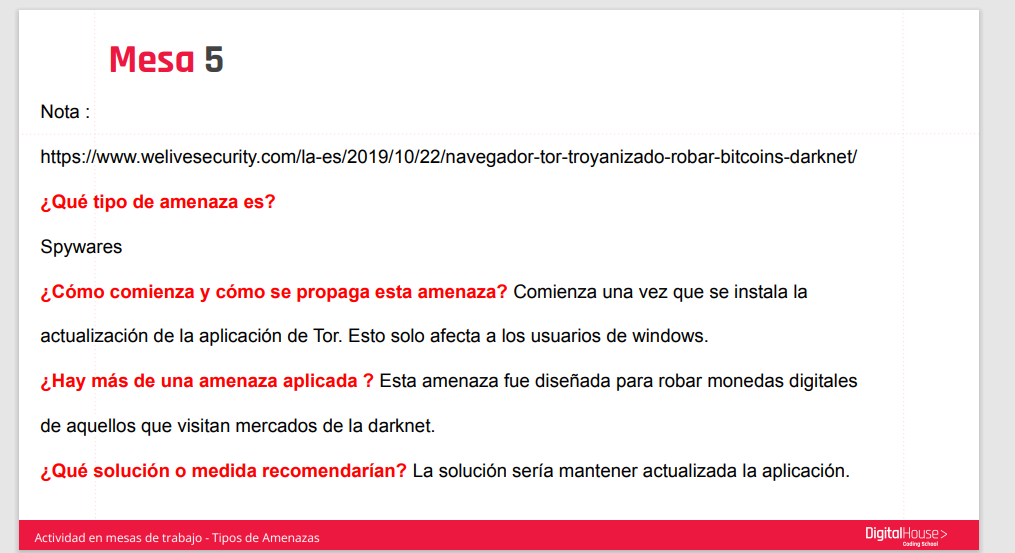 Mesa 5
Nota :
https://www.welivesecurity.com/la-es/2019/10/22/navegador-tor-troyanizado-robar-bitcoins-darknet/
¿Qué tipo de amenaza es?
Spywares
¿Cómo comienza y cómo se propaga esta amenaza? Comienza una vez que se instala la
actualización de la aplicación de Tor. Esto solo afecta a los usuarios de windows.
¿Hay más de una amenaza aplicada ? Esta amenaza fue diseñada para robar monedas digitales
de aquellos que visitan mercados de la darknet.
¿Qué solución o medida recomendarían? La solución sería mantener actualizada la aplicación.
Actividad en mesas de trabajo - Tipos de Amenazas
DigitalHouse>
Coding School